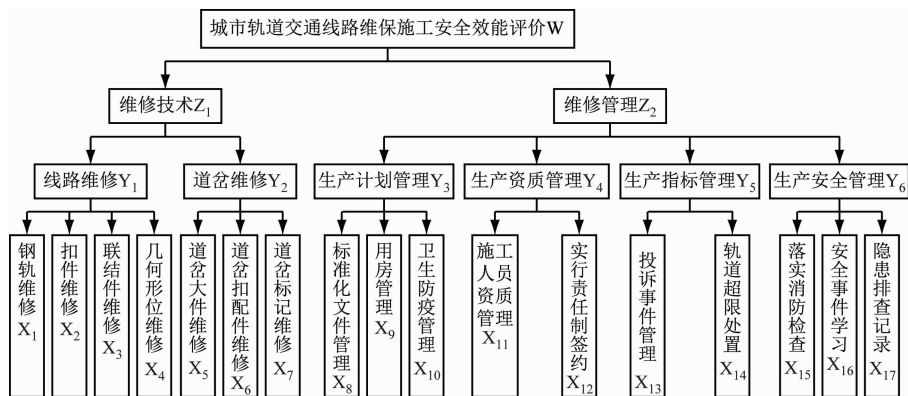 城市轨道交通线路维保施工安全效能评价W
维修技术Z₁
维修管理Z₂
线路维修Y₁
道岔维修Y₂
生产计划管理Y₃
生产资质管理Y₄
生产指标管理Y₅
生产安全管理Y₆
钢轨维修X₁
扣件维修X₂
联结件维修X₃
几何形位维修X₄
道岔大件维修X₅
道岔扣配件维修X₆
道岔标记维修X₇
标准化文件管理X₈
用房管理X₉
卫生防疫管理X₁₀
施工人员资质管理X₁₁
实行责任制签约X₁₂
投诉事件管理X₁₃
轨道超限处置X₁₄
落实消防检查X₁₅
安全事件学习X₁₆
隐患排查记录X₁₇